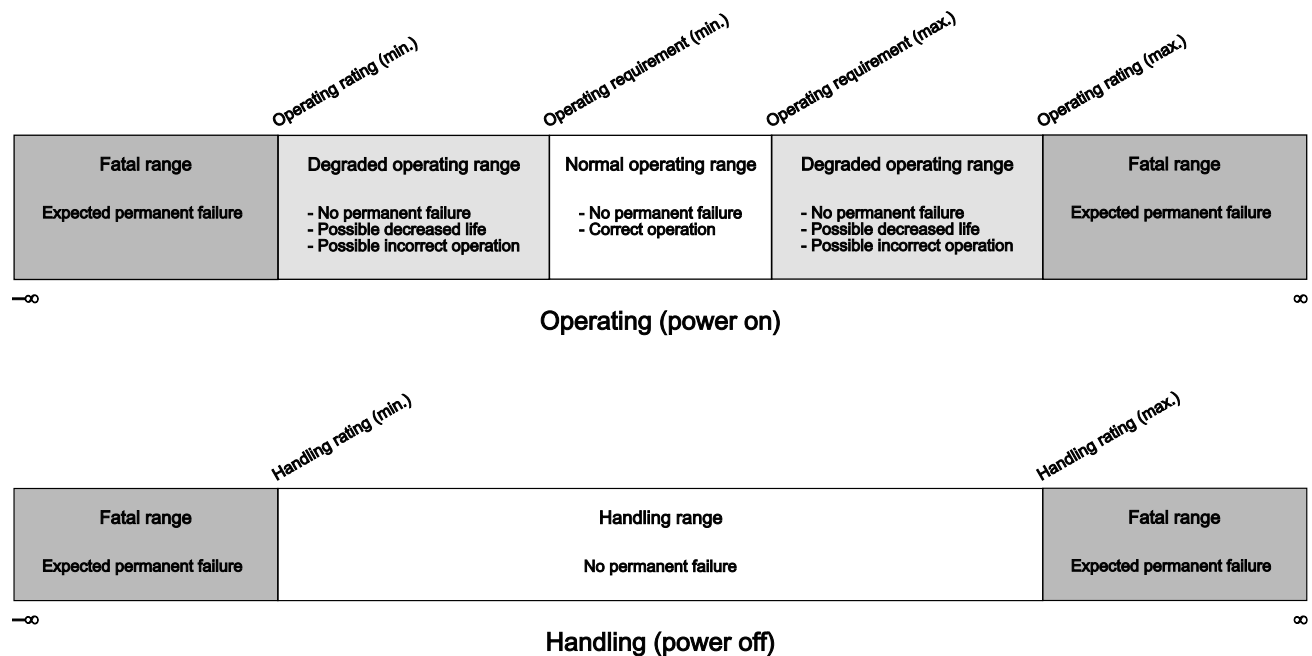 Operating rating (min.)
Operating requirement (min.)
Operating requirement (max.)
Operating rating (max.)
Fatal range
Expected permanent failure
Degraded operating range
- No permanent failure
- Possible decreased life
- Possible incorrect operation
Normal operating range
- No permanent failure
- Correct operation
Degraded operating range
- No permanent failure
- Possible decreased life
- Possible incorrect operation
Fatal range
Expected permanent failure
–∞
∞
Operating (power on)
Handling rating (min.)
Handling rating (max.)
Fatal range
Expected permanent failure
Handling range
No permanent failure
Fatal range
Expected permanent failure
–∞
∞
Handling (power off)